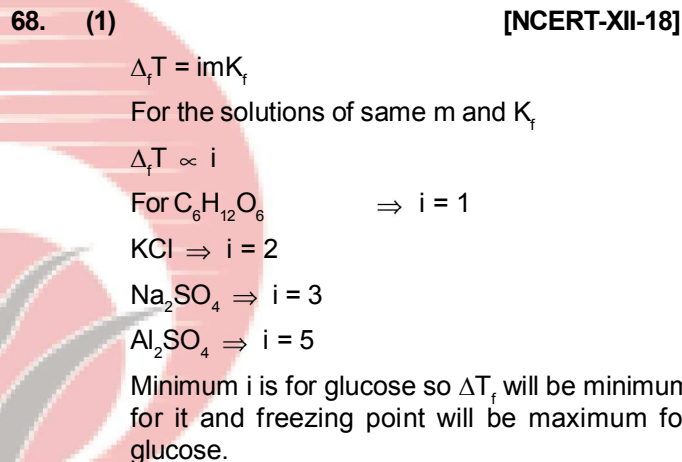 68. (1) [NCERT-XII-18]
ΔfT = imKf
For the solutions of same m and Kf
ΔfT ∝ i
For C6H12O6 ⇒ i = 1
KCl ⇒ i = 2
Na2SO4 ⇒ i = 3
Al2SO4 ⇒ i = 5
Minimum i is for glucose so ΔTf will be minimum
for it and freezing point will be maximum fo
glucose.